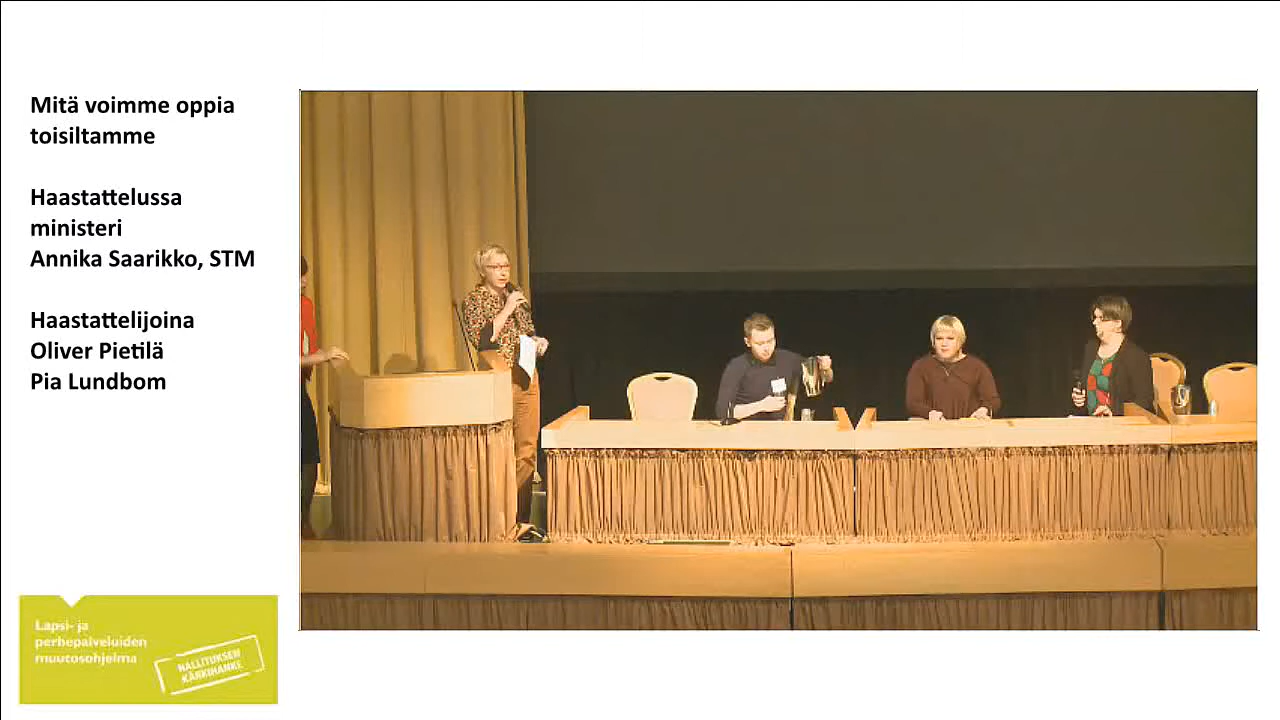 Mitä voimme oppia
toisiltamme
Haastattelussa
ministeri
Annika Saarikko, STM
Haastattelijoina
Oliver Pietilä
Pia Lundbom
Lapsi- ja
perhepalveluiden
muutosohjelma
HALLITUKSEN
KÄRKIHANKE